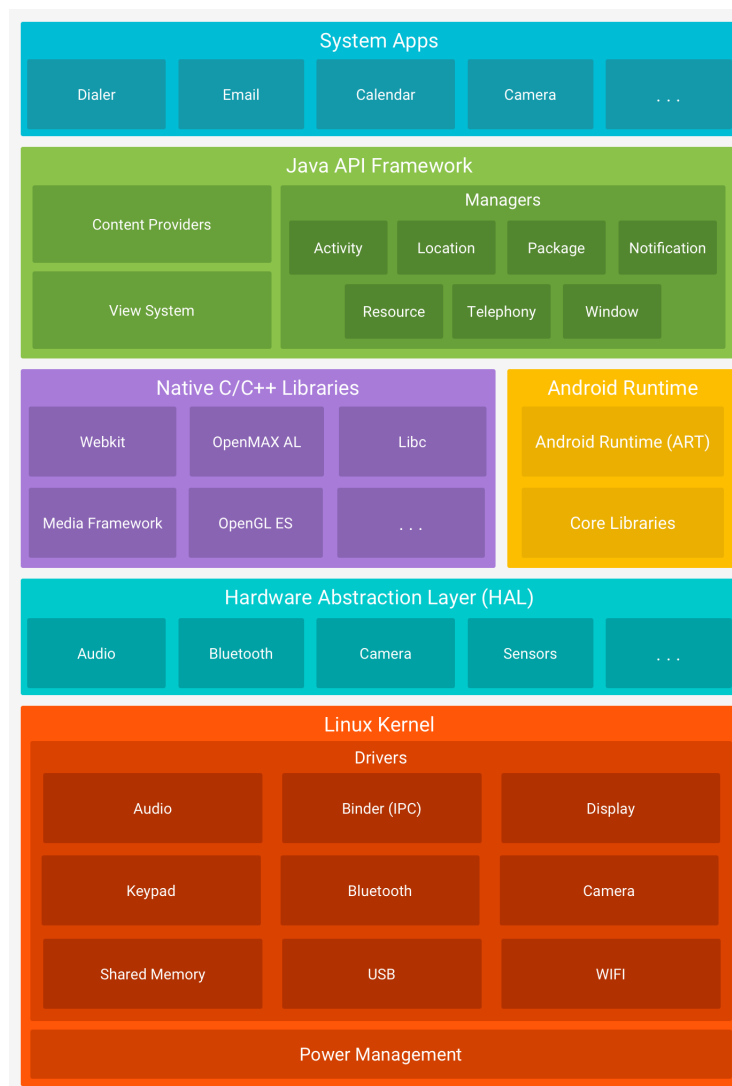 System Apps
Dialer
Email
Calendar
Camera
. . .
Java API Framework
Content Providers
View System
Managers
Activity
Location
Package
Notification
Resource
Telephony
Window
Native C/C++ Libraries
Webkit
OpenMAX AL
Libc
Media Framework
OpenGL ES
. . .
Android Runtime
Android Runtime (ART)
Core Libraries
Hardware Abstraction Layer (HAL)
Audio
Bluetooth
Camera
Sensors
. . .
Linux Kernel
Drivers
Audio
Binder (IPC)
Display
Keypad
Bluetooth
Camera
Shared Memory
USB
WIFI
Power Management